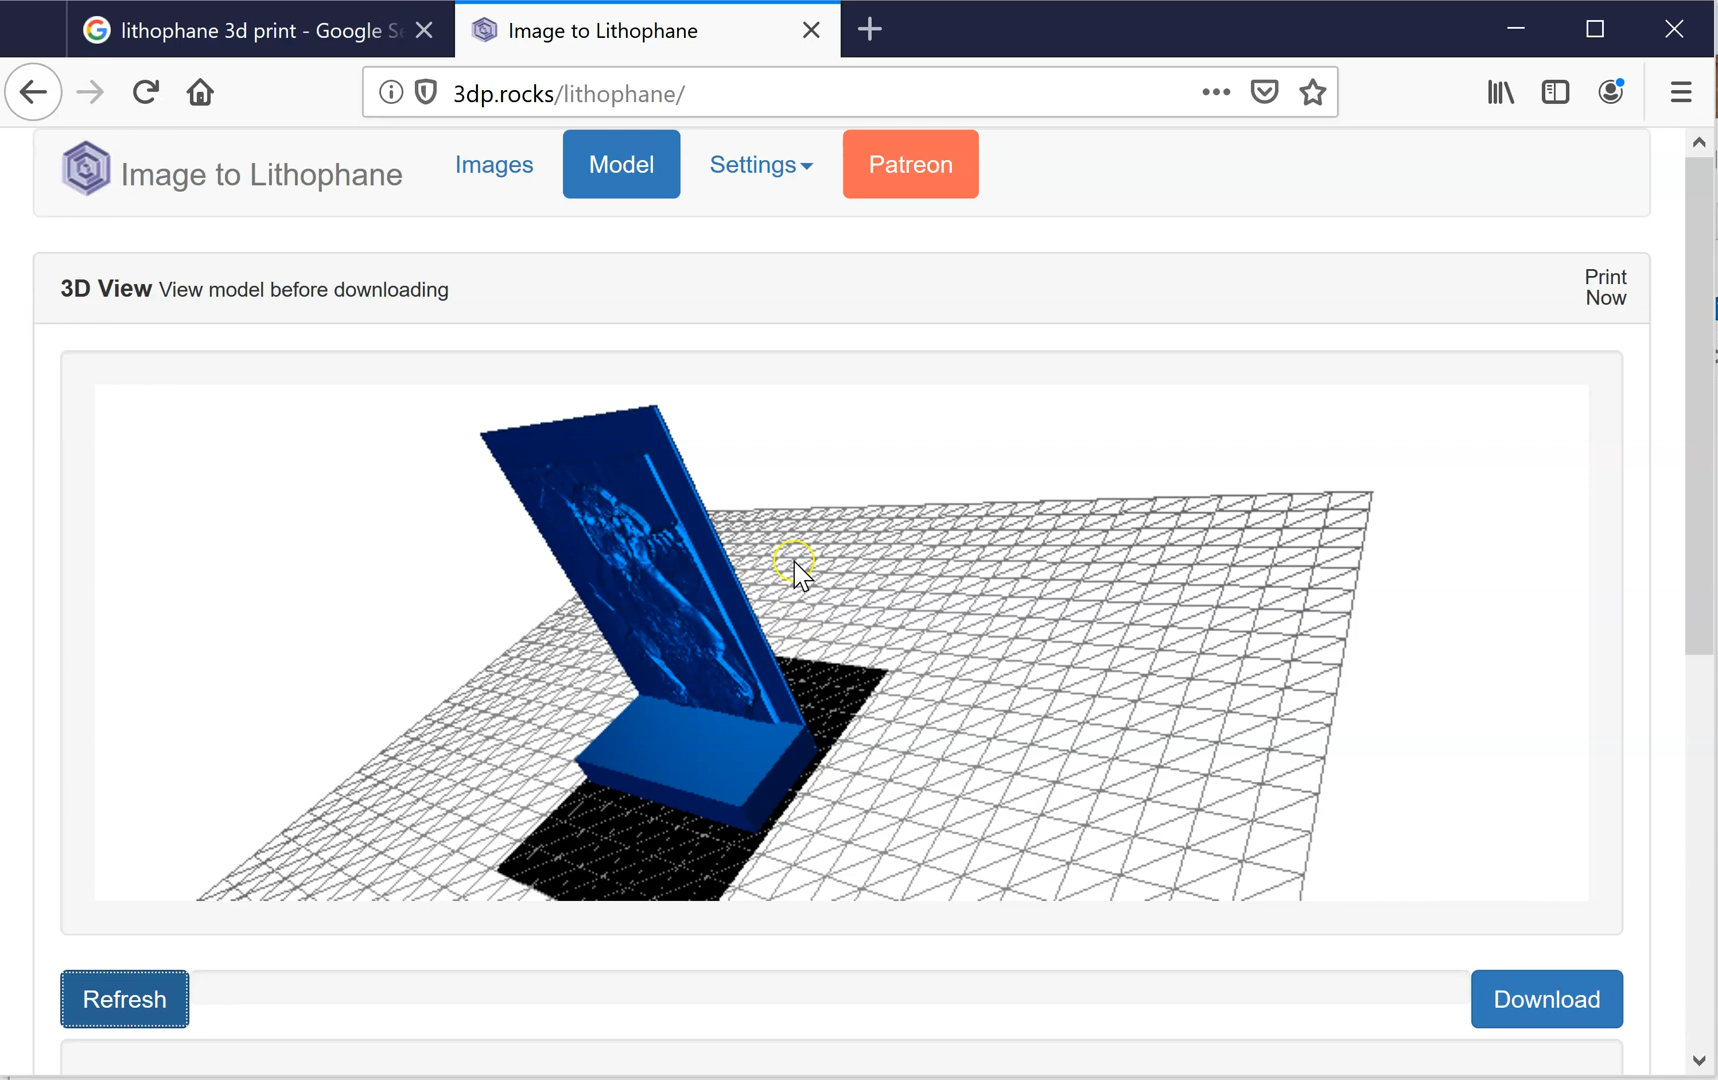 lithophane 3d print - Google Se
Image to Lithophane
3dp.rocks/lithophane/
Image to Lithophane
Images
Model
Settings
Patreon
3D View View model before downloading
Print
Now
Refresh
Download